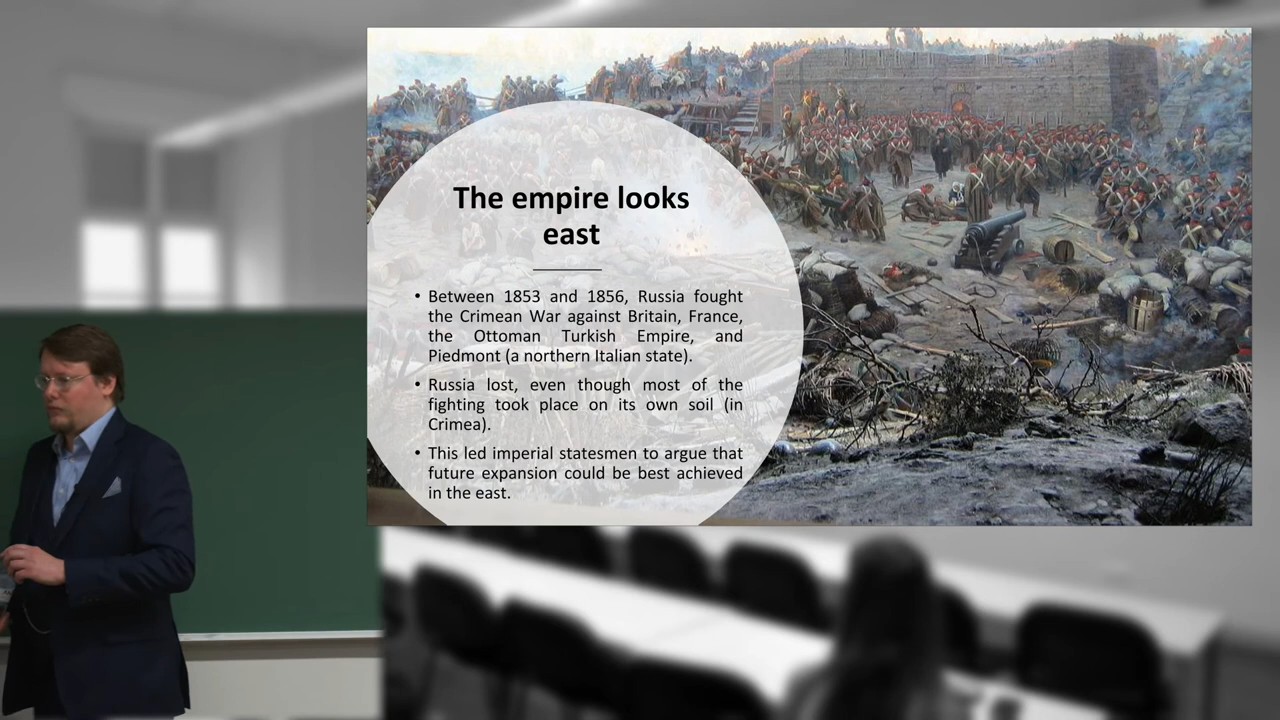 The empire looks
east
• Between 1853 and 1856, Russia fought
the Crimean War against Britain, France,
the Ottoman Turkish Empire, and
Piedmont (a northern Italian state).
• Russia lost, even though most of the
fighting took place on its own soil (in
Crimea).
• This led imperial statesmen to argue that
future expansion could be best achieved
in the east.